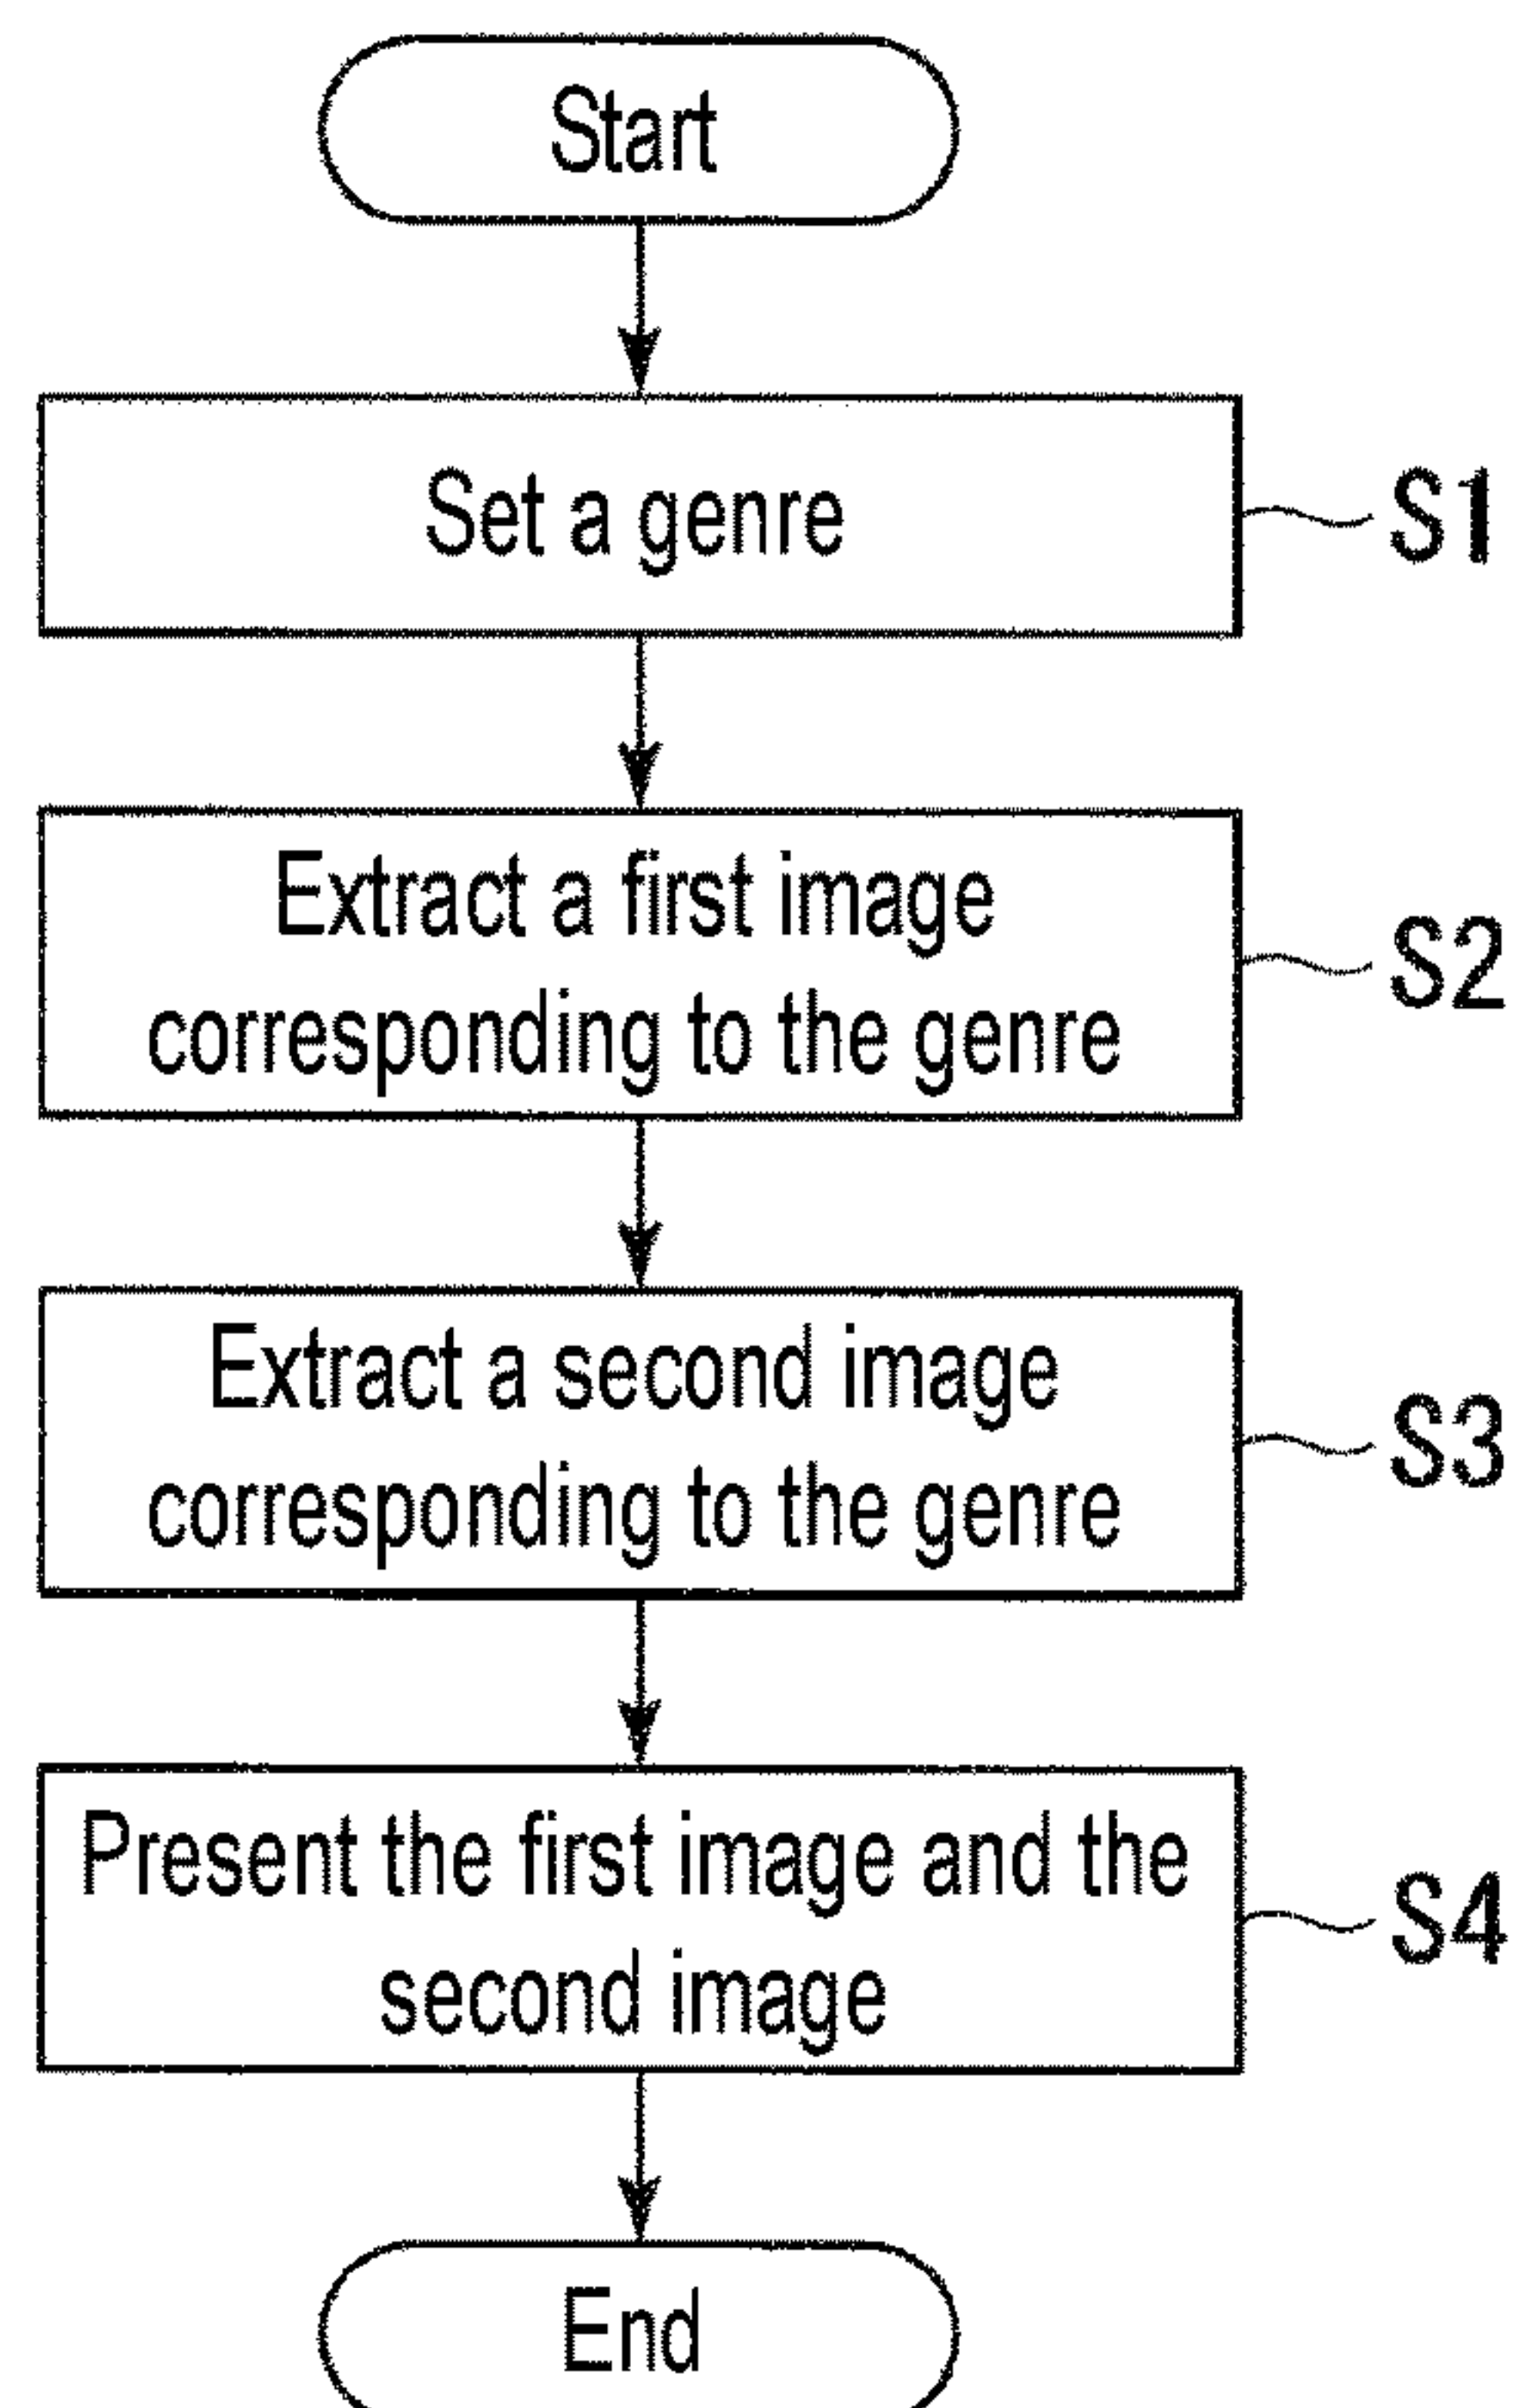 Start
Set a genre
S1
Extract a first image
corresponding to the genre
S2
Extract a second image
corresponding to the genre
S3
Present the first image and the
second image
S4
End